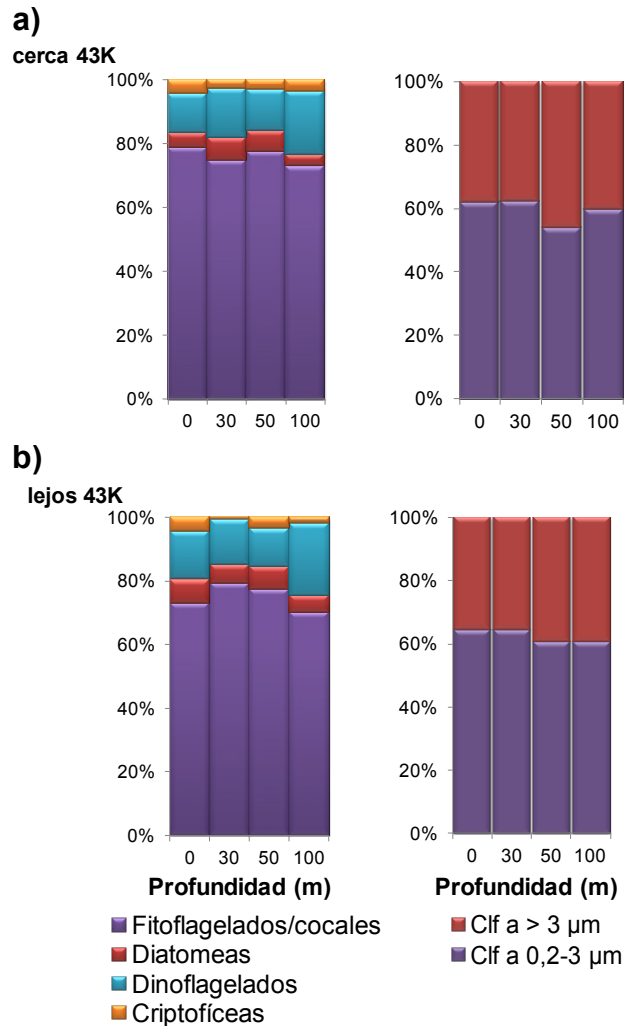 a)
cerca 43K
100%
80%
60%
40%
20%
0%
0 30 50 100
100%
80%
60%
40%
20%
0%
0 30 50 100
b)
lejos 43K
100%
80%
60%
40%
20%
0%
0 30 50 100
Profundidad (m)
100%
80%
60%
40%
20%
0%
0 30 50 100
Profundidad (m)
Fitoflagelados/cocales
Diatomeas
Dinoflagelados
Criptofíceas
Clf a > 3 µm
Clf a 0,2-3 µm